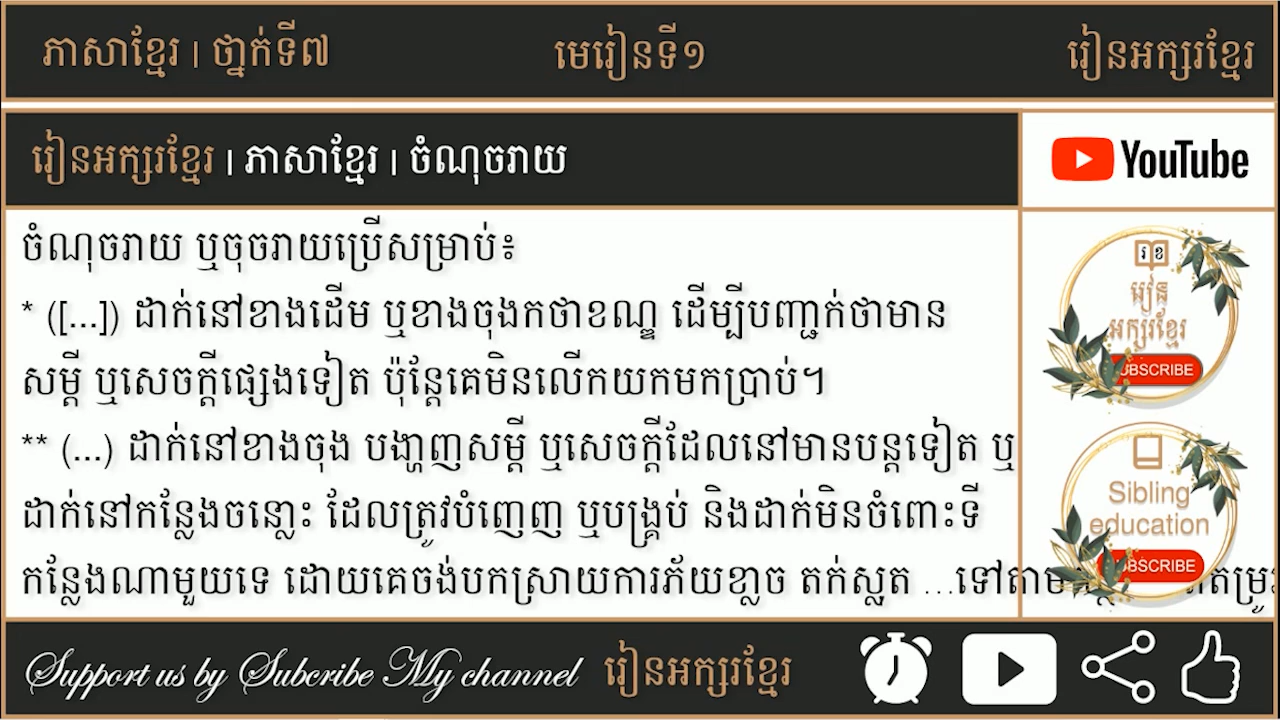 ភាសាខ្មែរ | ថ្នាក់ទី៧
មេរៀនទី១
រៀនអក្សរខ្មែរ
រៀនអក្សរខ្មែរ | ភាសាខ្មែរ | ចំណុចរាយ
YouTube
ចំណុចរាយ ឬចុចរាយប្រើសម្រាប់៖
* ([...]) ដាក់នៅខាងដើម ឬខាងចុងកថាខណ្ឌ ដើម្បីបញ្ជាក់ថាមាន
សម្ដី ឬសេចក្ដីផ្សេងទៀត ប៉ុន្តែគេមិនលើកយកមកប្រាប់។
** (...) ដាក់នៅខាងចុង បង្ហាញសម្ដី ឬសេចក្ដីដែលនៅមានបន្តទៀត ឬ
ដាក់នៅកន្លែងចន្លោះ ដែលត្រូវបំពេញ ឬបង្គ្រប់ និងដាក់មិនចំពោះទី
កន្លែងណាមួយទេ ដោយគេចង់បកស្រាយការភ័យខ្លាច តក់ស្លុត ...ទៅតាម
រ ខ
រៀន
អក្សរខ្មែរ
UBSCRIBE
Sibling
education
UBSCRIBE
Support us by Subcribe My channel
រៀនអក្សរខ្មែរ